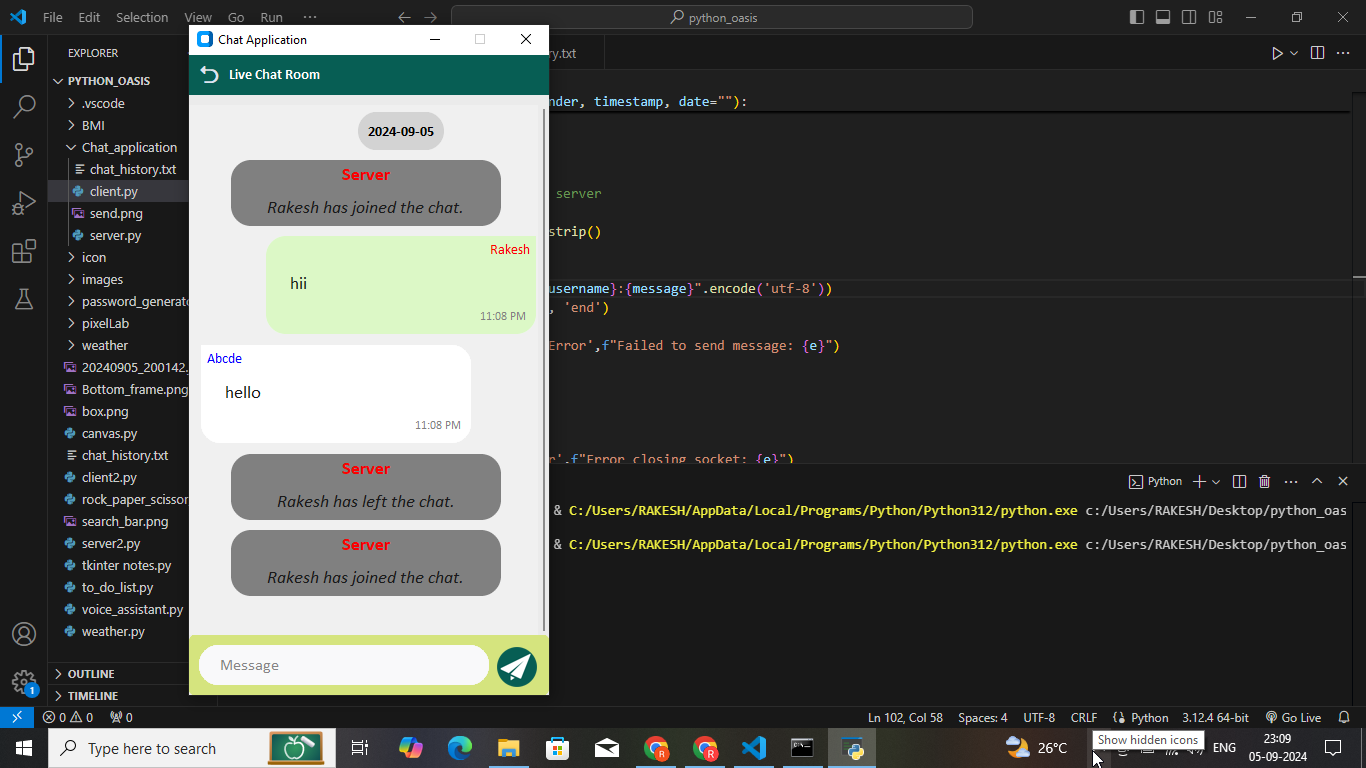 File Edit Selection View Go Run ···
python_oasis
EXPLORER
PYTHON_OASIS
.vscode
BMI
Chat_application
chat_history.txt
client.py
send.png
server.py
icon
images
password_generato
pixelLab
weather
20240905_200142.
Bottom_frame.png
box.png
canvas.py
chat_history.txt
client2.py
rock_paper_scissor
search_bar.png
server2.py
tkinter notes.py
to_do_list.py
voice_assistant.py
weather.py
OUTLINE
TIMELINE
Chat Application
Live Chat Room
2024-09-05
Server
Rakesh has joined the chat.
Rakesh
hii
11:08 PM
Abcde
hello
11:08 PM
Server
Rakesh has left the chat.
Server
Rakesh has joined the chat.
Message
ry.txt
nder, timestamp, date=""):
server
strip()
username}:{message}".encode('utf-8'))
, 'end')
Error',f"Failed to send message: {e}")
r',f"Error closing socket: {e}")
Python
& C:/Users/RAKESH/AppData/Local/Programs/Python/Python312/python.exe c:/Users/RAKESH/Desktop/python_oas
& C:/Users/RAKESH/AppData/Local/Programs/Python/Python312/python.exe c:/Users/RAKESH/Desktop/python_oas
1
0 0 0 Ln 102, Col 58 Spaces: 4 UTF-8 CRLF Python 3.12.4 64-bit Go Live
Show hidden icons
Type here to search
26°C
ENG
23:09
05-09-2024